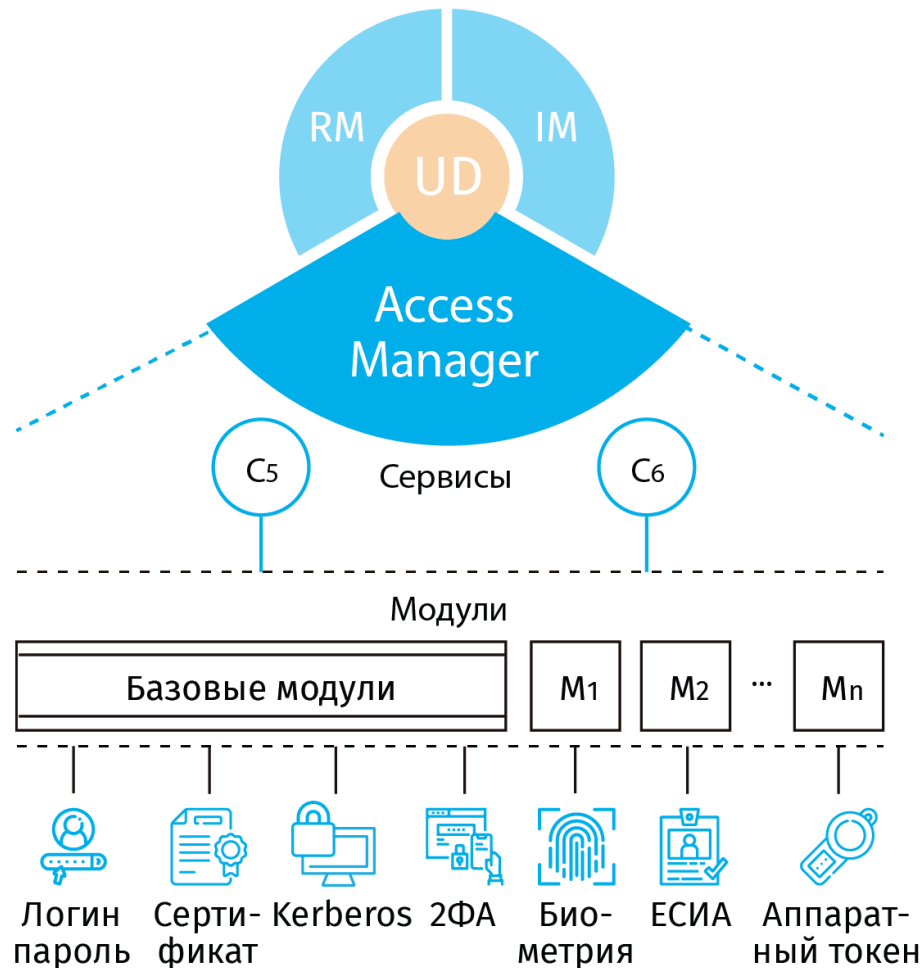 RM
IM
UD
Access
Manager
C5
Сервисы
C6
Модули
Базовые модули
M1
M2
...
Mn
Логин
пароль
Серти-
фикат
Kerberos
2ФА
Био-
метрия
ЕСИА
Аппарат-
ный токен